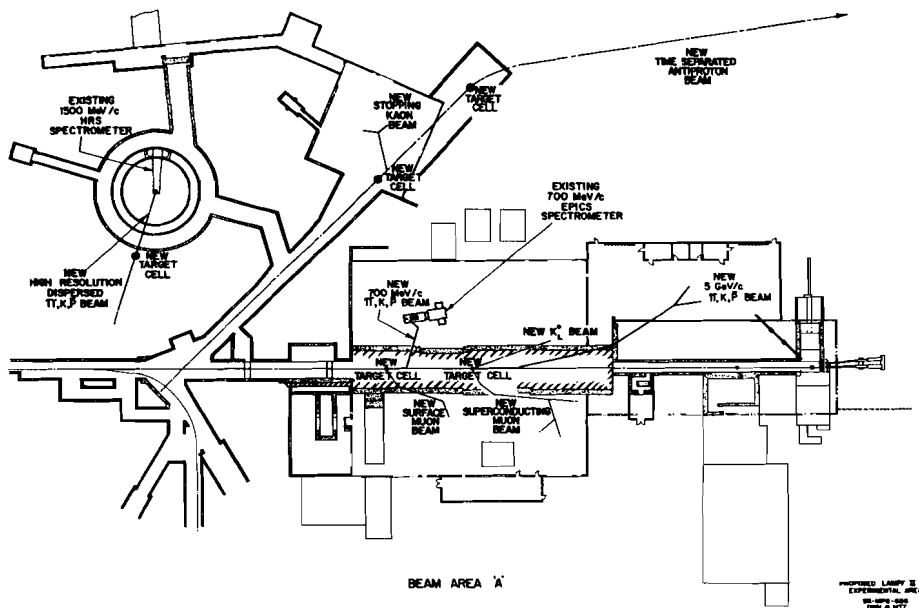 NEW
TIME SEPARATED
ANTIPROTON
BEAM
EXISTING
1500 MeV/c
HRS
SPECTROMETER
NEW
STOPPING
KAON
BEAM
NEW
TARGET
CELL
NEW
TARGET
CELL
EXISTING
700 MeV/c
EPICS
SPECTROMETER
NEW
TARGET
CELL
NEW
HIGH RESOLUTION
DISPERSED
π, K, p̄ BEAM
NEW
700 MeV/c
π, K, p̄ BEAM
NEW
5 GeV/c
π, K, p̄ BEAM
NEW K°L BEAM
NEW
TARGET CELL
NEW
TARGET CELL
NEW
SURFACE
MUON
BEAM
NEW
SUPERCONDUCTING
MUON
BEAM
BEAM AREA 'A'
PROPOSED LAMPF II
EXPERIMENTAL AREA